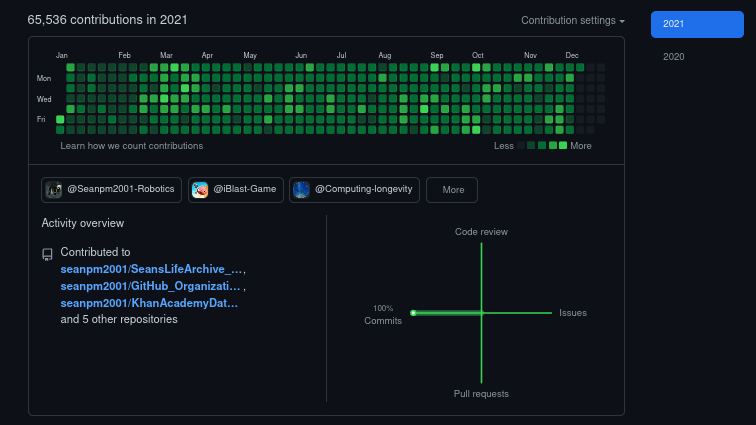 65,536 contributions in 2021
Contribution settings
2021
2020
Jan Feb Mar Apr May Jun Jul Aug Sep Oct Nov Dec
Mon
Wed
Fri
Learn how we count contributions
Less More
@Seanpm2001-Robotics
@iBlast-Game
@Computing-longevity
More
Activity overview
Contributed to
seanpm2001/SeansLifeArchive_…,
seanpm2001/GitHub_Organizati… ,
seanpm2001/KhanAcademyDat…
and 5 other repositories
Code review
100%
Commits
Issues
Pull requests